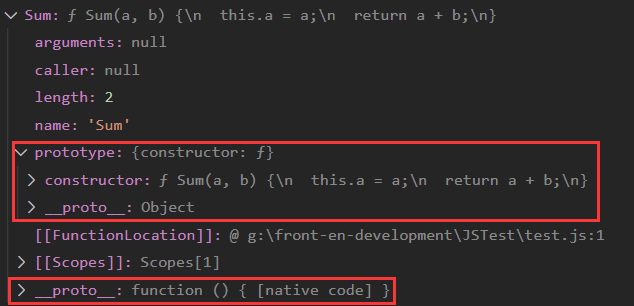 Sum: ƒ Sum(a, b) {\n  this.a = a;\n  return a + b;\n}
arguments: null
caller: null
length: 2
name: 'Sum'
prototype: {constructor: ƒ}
constructor: ƒ Sum(a, b) {\n  this.a = a;\n  return a + b;\n}
__proto__: Object
[[FunctionLocation]]: @ g:\front-en-development\JSTest\test.js:1
[[Scopes]]: Scopes[1]
__proto__: function () { [native code] }